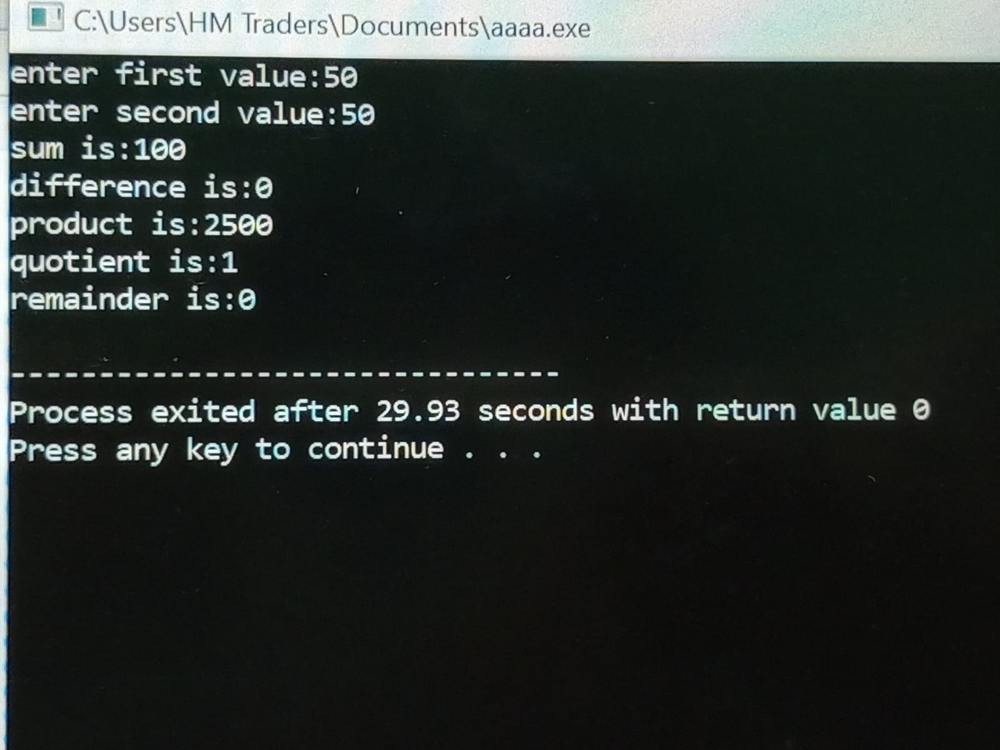 C:\Users\HM Traders\Documents\aaaa.exe
enter first value:50
enter second value:50
sum is:100
difference is:0
product is:2500
quotient is:1
remainder is:0
--------------------------------
Process exited after 29.93 seconds with return value 0
Press any key to continue . . .